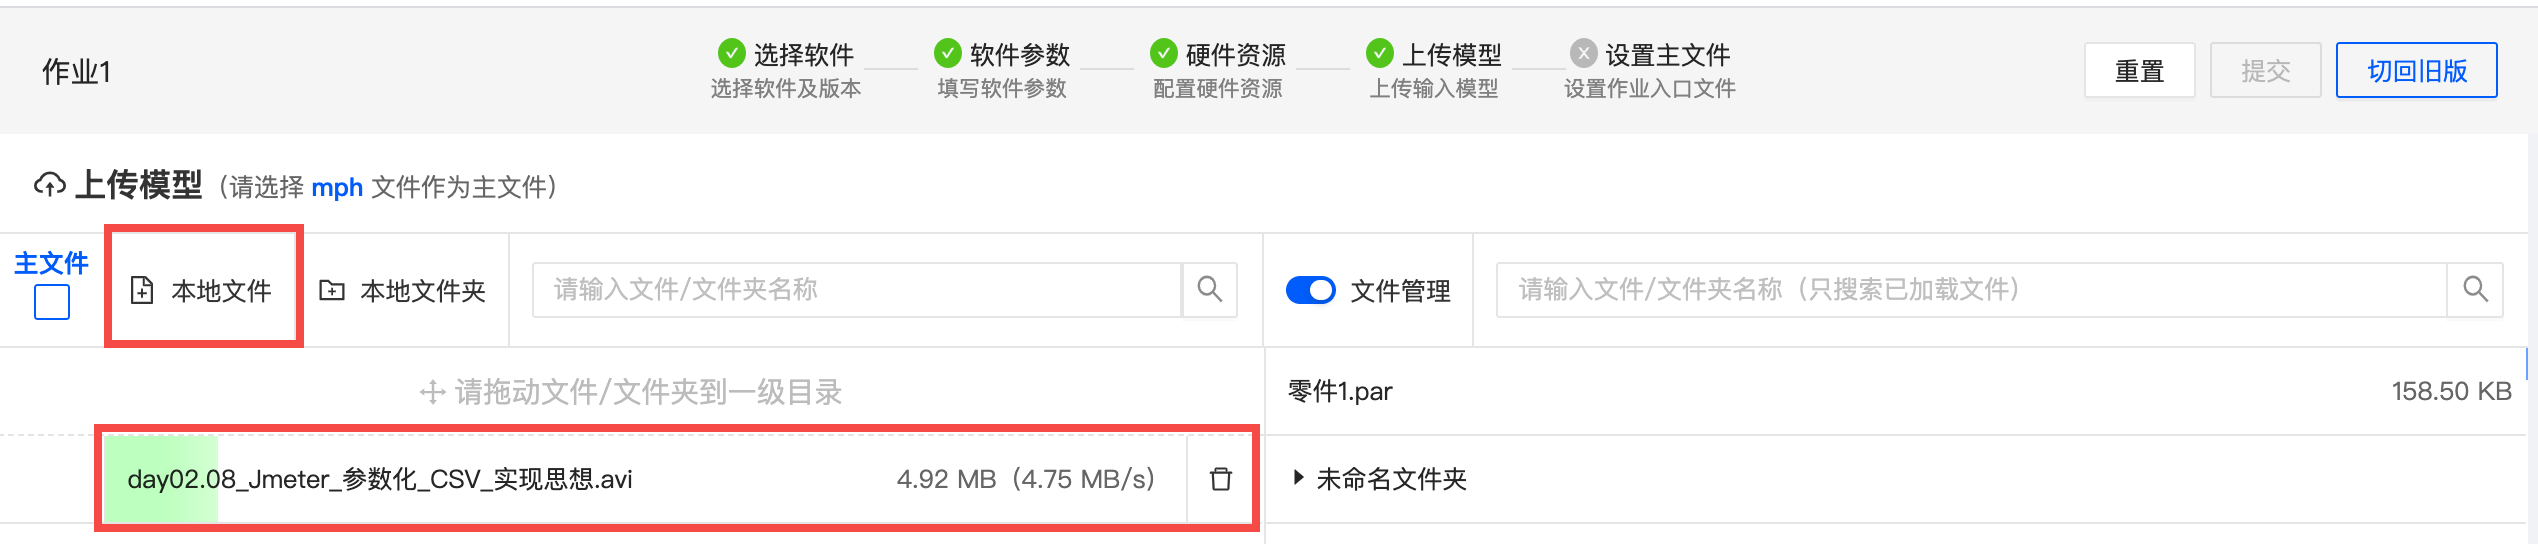 作业1
选择软件
选择软件及版本
软件参数
填写软件参数
硬件资源
配置硬件资源
上传模型
上传输入模型
设置主文件
设置作业入口文件
重置
提交
切回旧版
上传模型（请选择 mph 文件作为主文件）
主文件
本地文件
本地文件夹
请输入文件/文件夹名称
文件管理
请输入文件/文件夹名称（只搜索已加载文件）
请拖动文件/文件夹到一级目录
零件1.par
158.50 KB
day02.08_Jmeter_参数化_CSV_实现思想.avi
4.92 MB（4.75 MB/s）
未命名文件夹